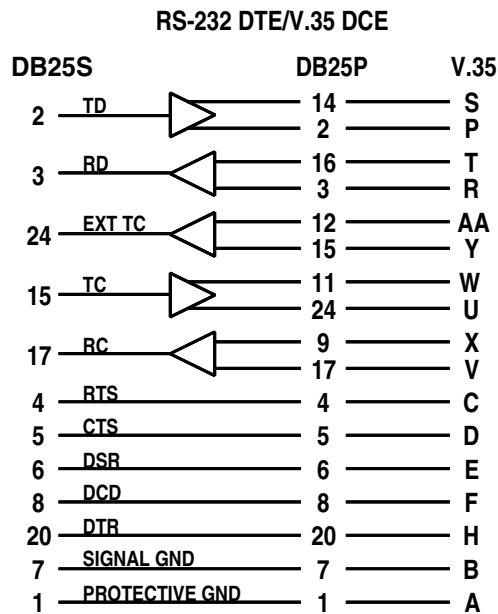 RS-232 DTE/V.35 DCE
DB25S DB25P V.35
14 S
2 TD
2 P
16 T
3 RD
3 R
12 AA
24 EXT TC
15 Y
11 W
15 TC
24 U
9 X
17 RC
17 V
4 RTS 4 C
5 CTS 5 D
6 DSR 6 E
8 DCD 8 F
20 DTR 20 H
7 SIGNAL GND 7 B
1 PROTECTIVE GND 1 A